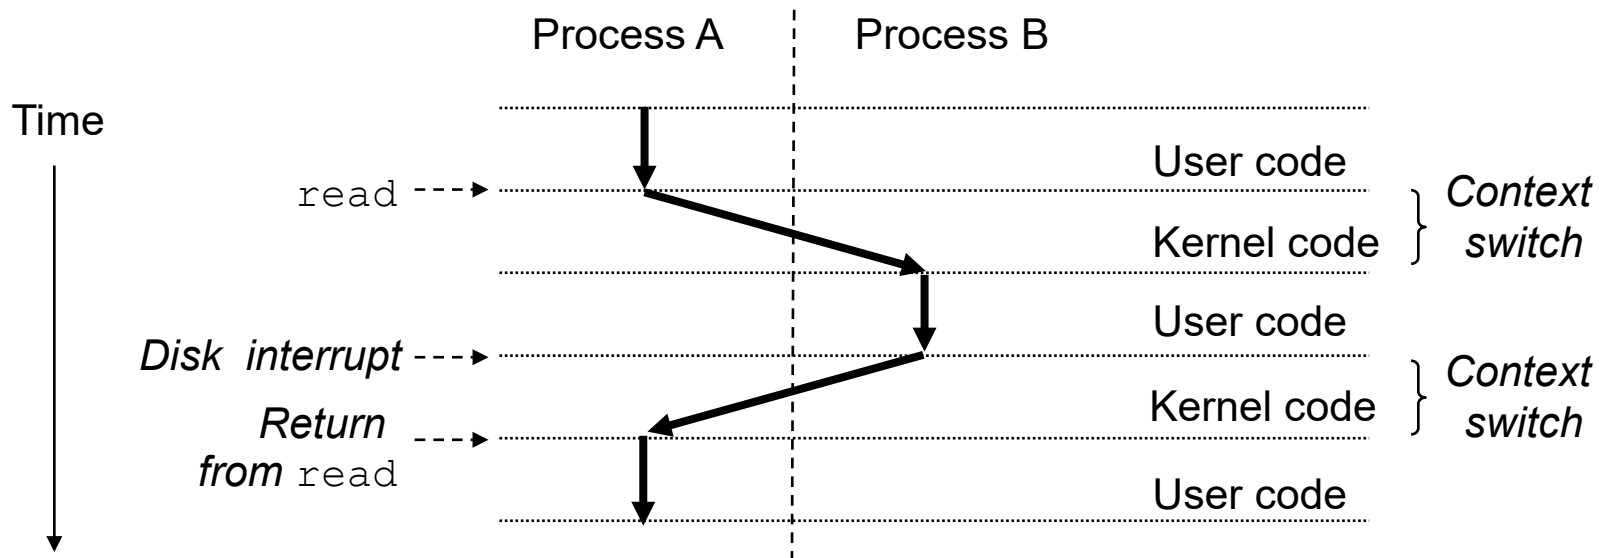 Process A
Process B
Time
User code
read
Context
switch
Kernel code
User code
Disk interrupt
Context
switch
Kernel code
Return
from read
User code